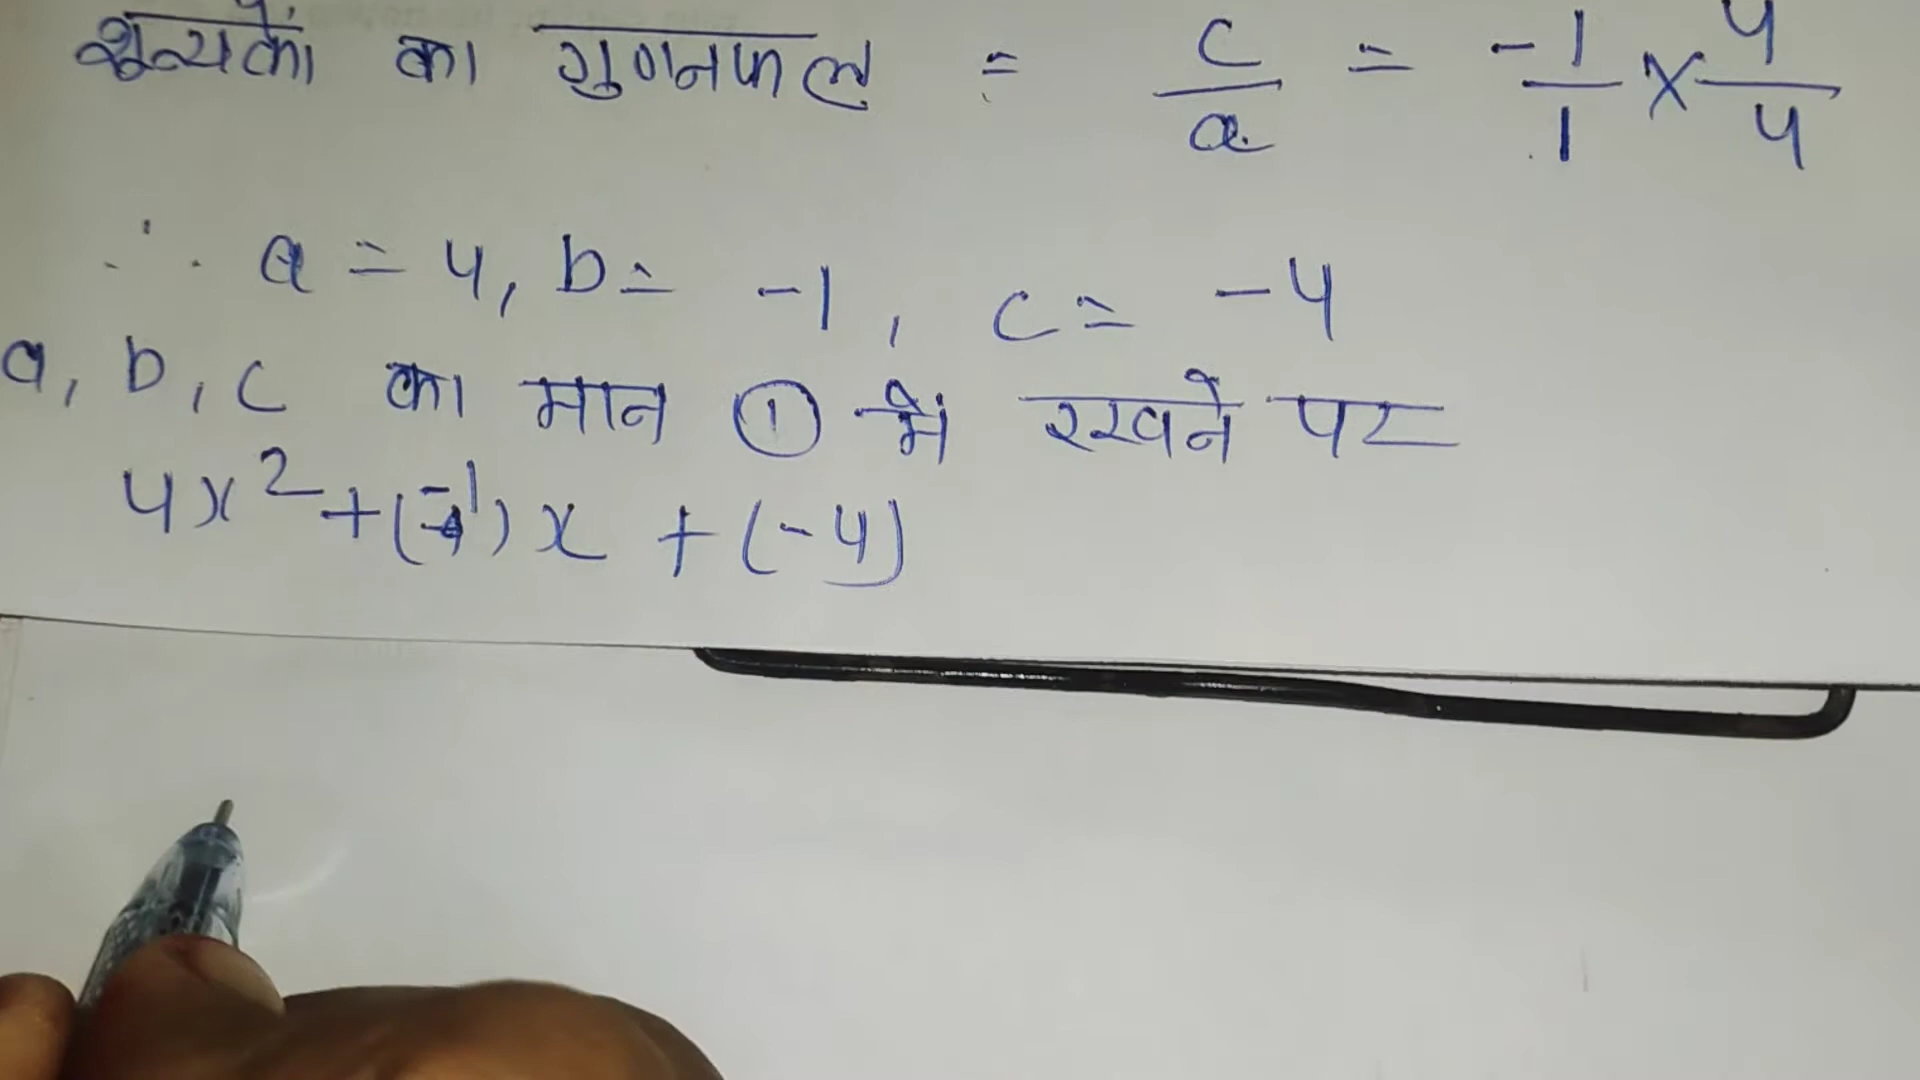 शून्यकों का गुणनफल = c/a = -1/1 × 4/4
∴ a = 4, b = -1, c = -4
a, b, c का मान ① में रखने पर
4x² + (-1)x + (-4)